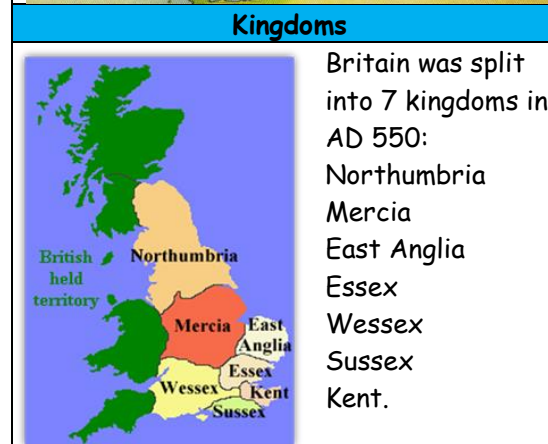 Kingdoms
Britain was split
into 7 kingdoms in
AD 550:
Northumbria
Mercia
East Anglia
Essex
Wessex
Sussex
Kent.
British
held
territory
Northumbria
Mercia
East
Anglia
Essex
Wessex
Kent
Sussex